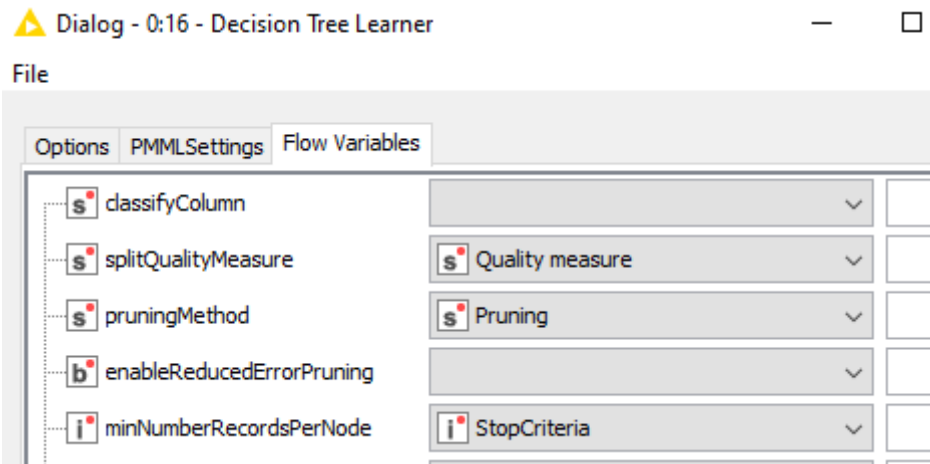 Dialog - 0:16 - Decision Tree Learner
File
Options PMMLSettings Flow Variables
s classifyColumn
s splitQualityMeasure s Quality measure
s pruningMethod s Pruning
b enableReducedErrorPruning
i minNumberRecordsPerNode i StopCriteria